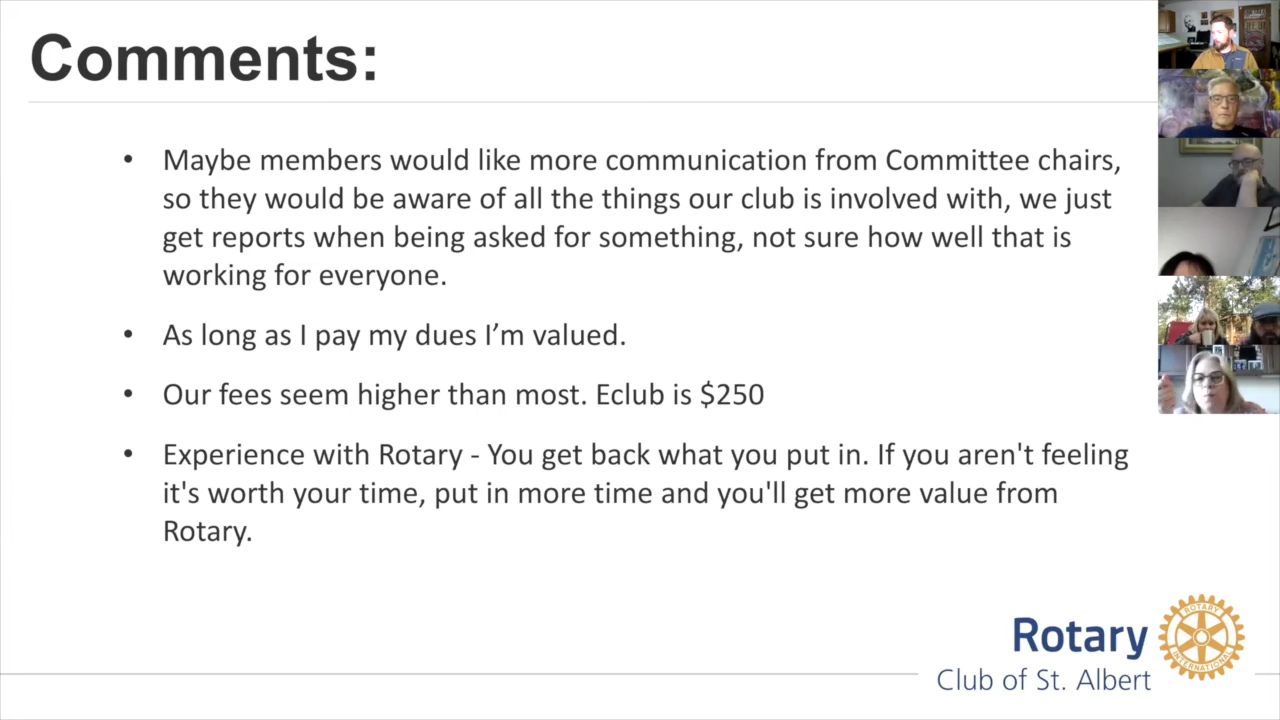 Comments:
• Maybe members would like more communication from Committee chairs,
so they would be aware of all the things our club is involved with, we just
get reports when being asked for something, not sure how well that is
working for everyone.
• As long as I pay my dues I’m valued.
• Our fees seem higher than most. Eclub is $250
• Experience with Rotary - You get back what you put in. If you aren't feeling
it's worth your time, put in more time and you'll get more value from
Rotary.
Rotary
Club of St. Albert
ROTARY
INTERNATIONAL